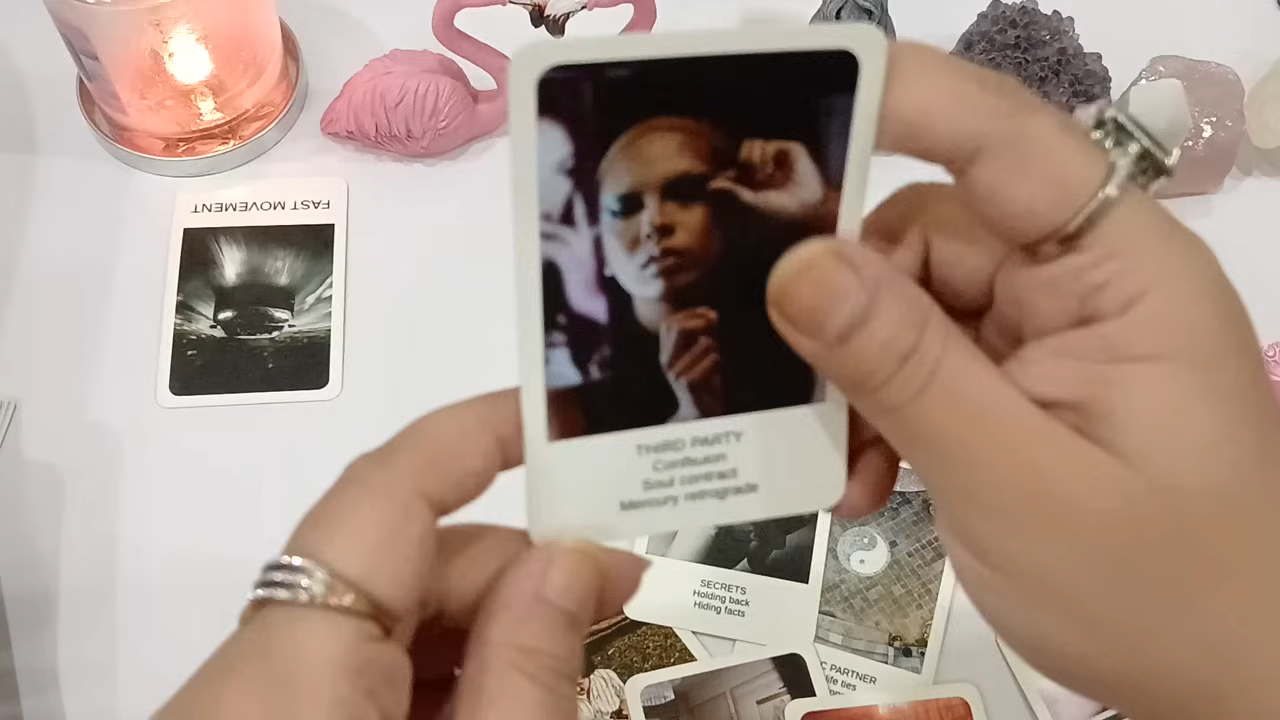 FAST MOVEMENT
THIRD PARTY
Confusion
Soul contract
Mercury retrograde
SECRETS
Holding back
Hiding facts
C PARTNER
life ties